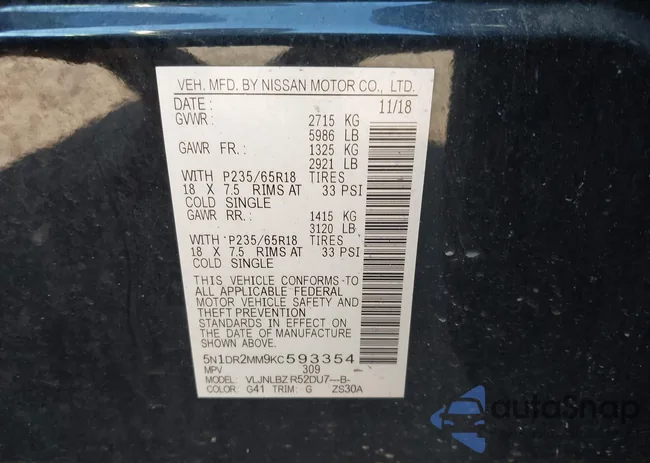 VEH. MFD. BY NISSAN MOTOR CO., LTD.
DATE: 11/18
GVWR: 2715 KG
5986 LB
GAWR FR: 1325 KG
2921 LB
WITH P235/65R18 TIRES
18 X 7.5 RIMS AT 33 PSI
COLD SINGLE
GAWR RR: 1415 KG
3120 LB
WITH P235/65R18 TIRES
18 X 7.5 RIMS AT 33 PSI
COLD SINGLE
THIS VEHICLE CONFORMS TO
ALL APPLICABLE FEDERAL
MOTOR VEHICLE SAFETY AND
THEFT PREVENTION
STANDARDS IN EFFECT ON
THE DATE OF MANUFACTURE
SHOWN ABOVE.
5N1DR2MM9KC593354
MPV 309
MODEL: VLJNLBZ R52DU7---B-
COLOR: G41 TRIM: G ZS30A
autoSnap